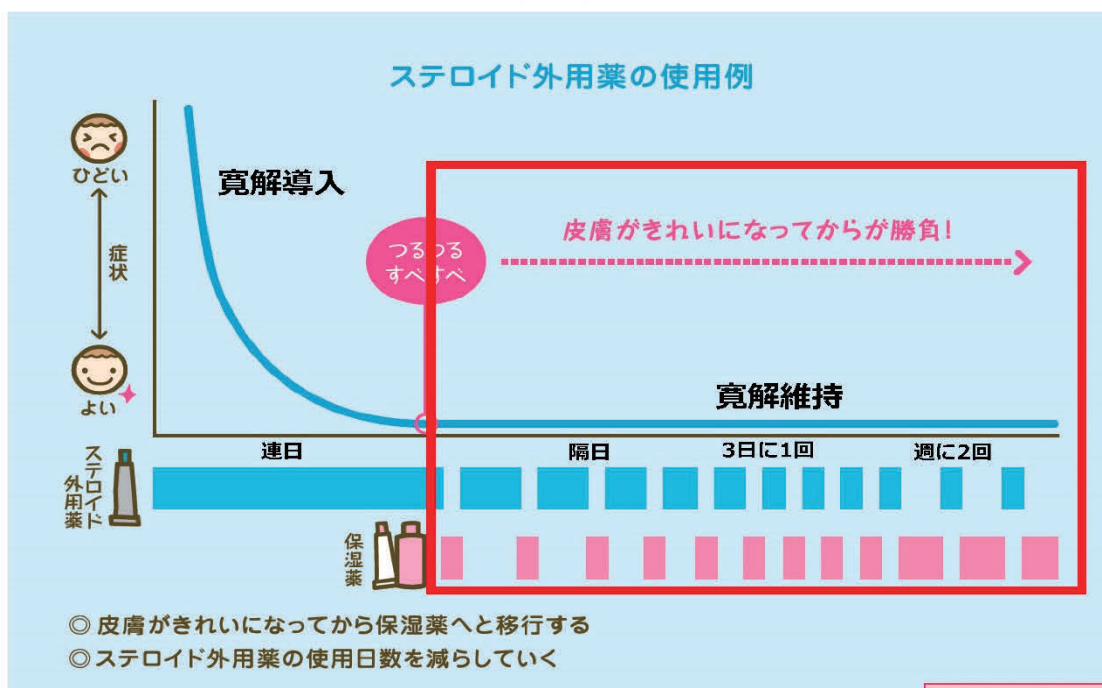 ステロイド外用薬の使用例
ひどい
症状
よい
寛解導入
つるつる
すべすべ
皮膚がきれいになってからが勝負!
寛解維持
連日
隔日
3日に1回
週に2回
ステロイド
外用薬
保湿薬
◎皮膚がきれいになってから保湿薬へと移行する
◎ステロイド外用薬の使用日数を減らしていく